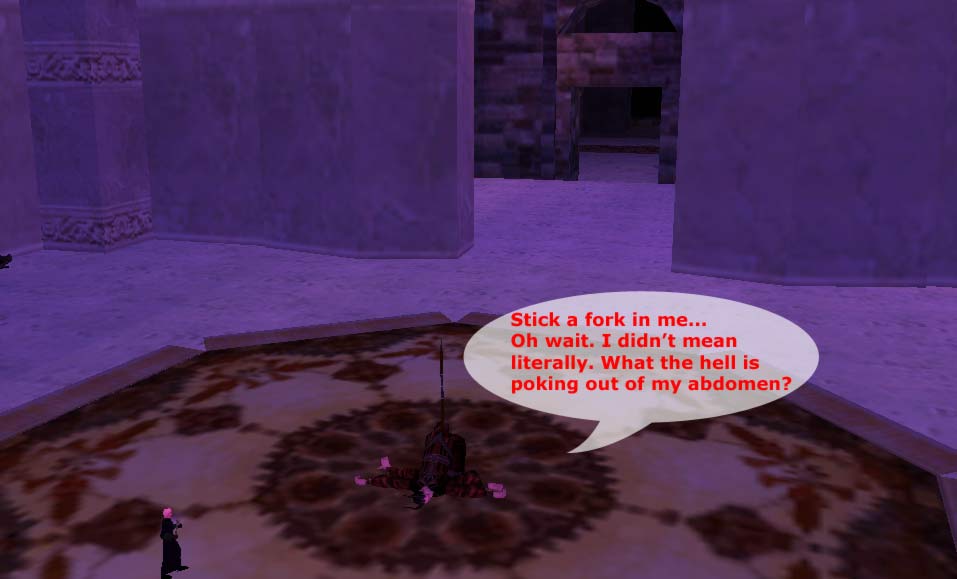 Stick a fork in me...
Oh wait. I didn't mean
literally. What the hell is
poking out of my abdomen?